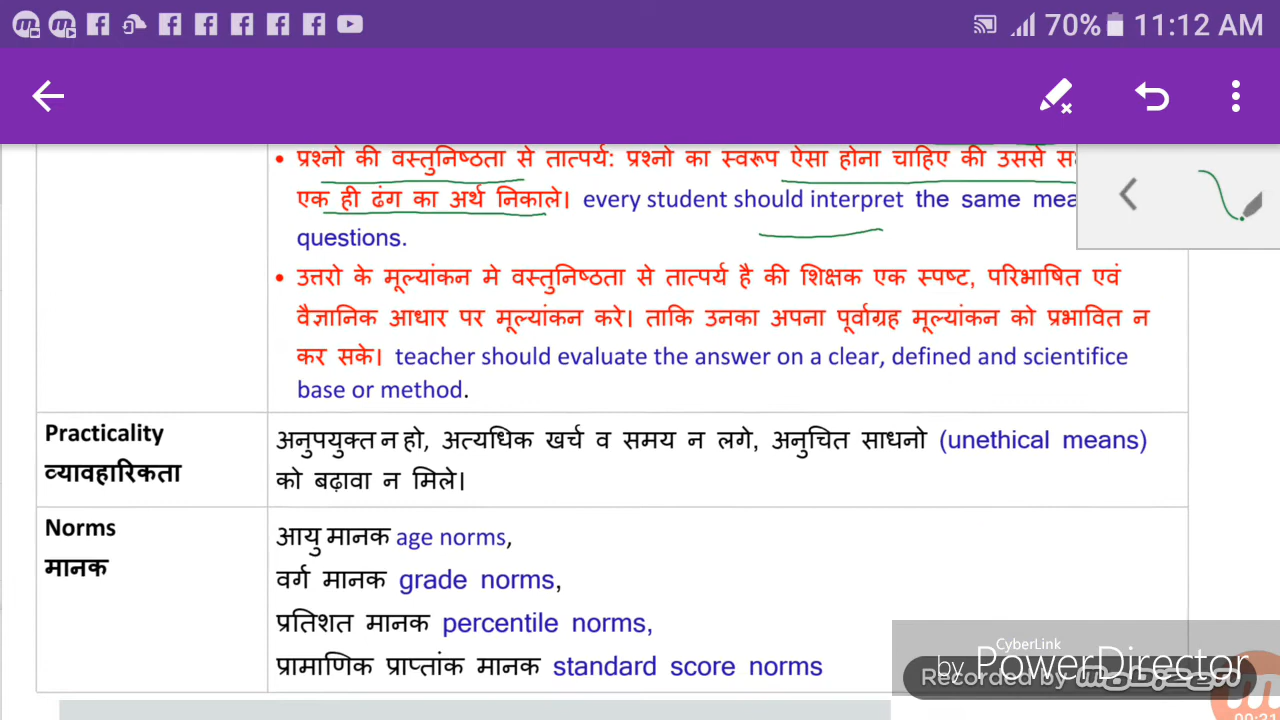 70% 11:12 AM
• प्रश्नो की वस्तुनिष्ठता से तात्पर्य: प्रश्नो का स्वरूप ऐसा होना चाहिए की उससे
एक ही ढंग का अर्थ निकाले। every student should interpret the same
questions.
• उत्तरो के मूल्यांकन मे वस्तुनिष्ठता से तात्पर्य है की शिक्षक एक स्पष्ट, परिभाषित एवं
वैज्ञानिक आधार पर मूल्यांकन करे। ताकि उनका अपना पूर्वाग्रह मूल्यांकन को प्रभावित न
कर सके। teacher should evaluate the answer on a clear, defined and scientifice
base or method.
Practicality
व्यावहारिकता
अनुपयुक्त न हो, अत्यधिक खर्च व समय न लगे, अनुचित साधनो (unethical means)
को बढ़ावा न मिले।
Norms
मानक
आयु मानक age norms,
वर्ग मानक grade norms,
प्रतिशत मानक percentile norms,
प्रामाणिक प्राप्तांक मानक standard score norms
CyberLink
by PowerDirector
Recorded by